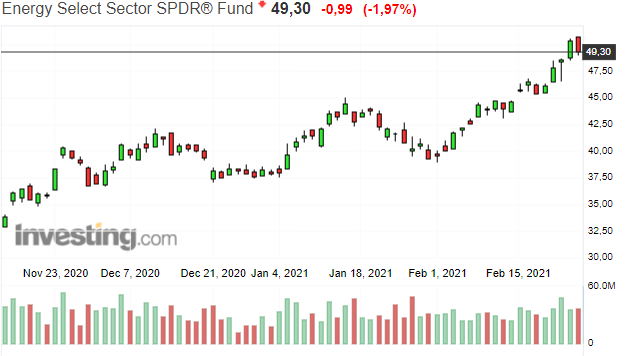 Energy Select Sector SPDR® Fund 49,30 -0,99 (-1,97%)
49,30
47,50
45,00
42,50
40,00
37,50
35,00
32,50
30,00
Investing.com
Nov 23, 2020 Dec 7, 2020 Dec 21, 2020 Jan 4, 2021 Jan 18, 2021 Feb 1, 2021 Feb 15, 2021
60.0M
0